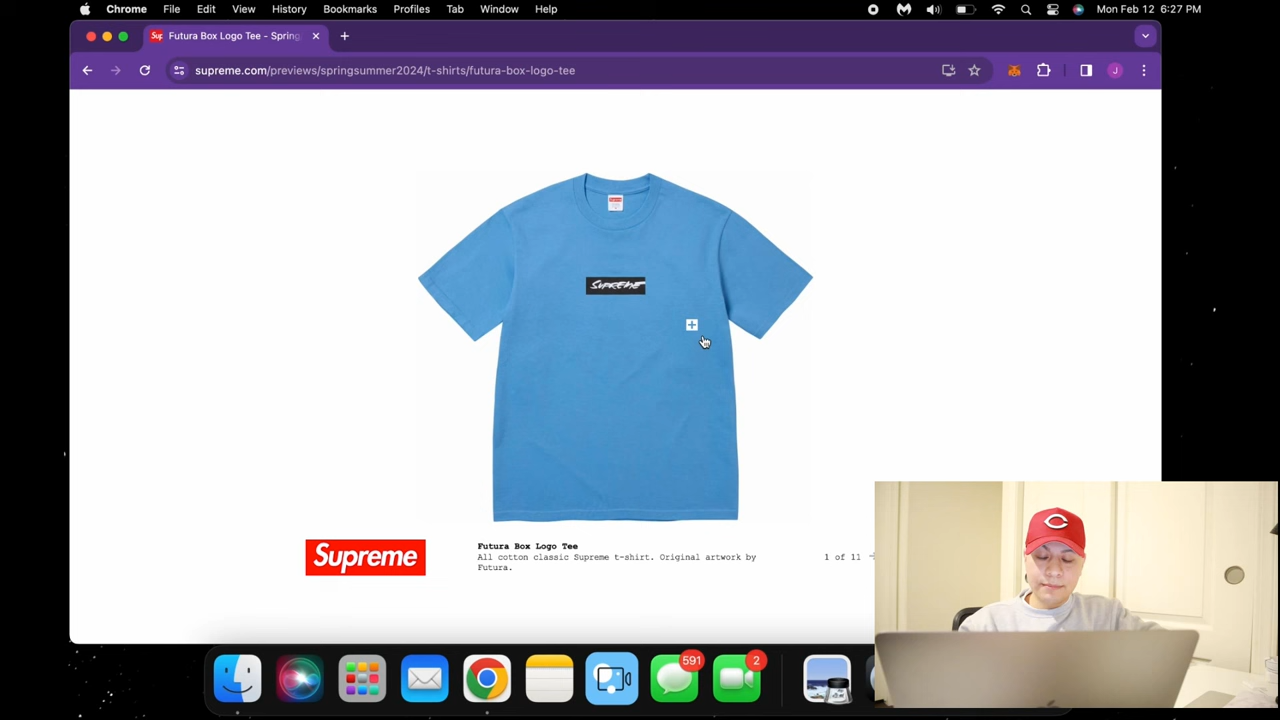 Chrome File Edit View History Bookmarks Profiles Tab Window Help Mon Feb 12 6:27 PM
Sup Futura Box Logo Tee - Spring
supreme.com/previews/springsummer2024/t-shirts/futura-box-logo-tee J
Supreme
Supreme
Futura Box Logo Tee
All cotton classic Supreme t-shirt. Original artwork by
Futura.
1 of 11
Supreme
C
591
2